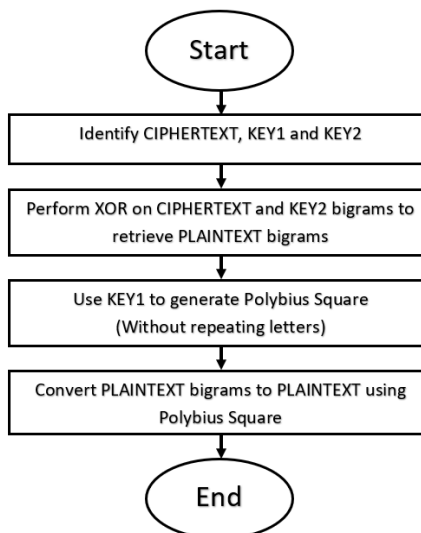 Start
Identify CIPHERTEXT, KEY1 and KEY2
Perform XOR on CIPHERTEXT and KEY2 bigrams to
retrieve PLAINTEXT bigrams
Use KEY1 to generate Polybius Square
(Without repeating letters)
Convert PLAINTEXT bigrams to PLAINTEXT using
Polybius Square
End